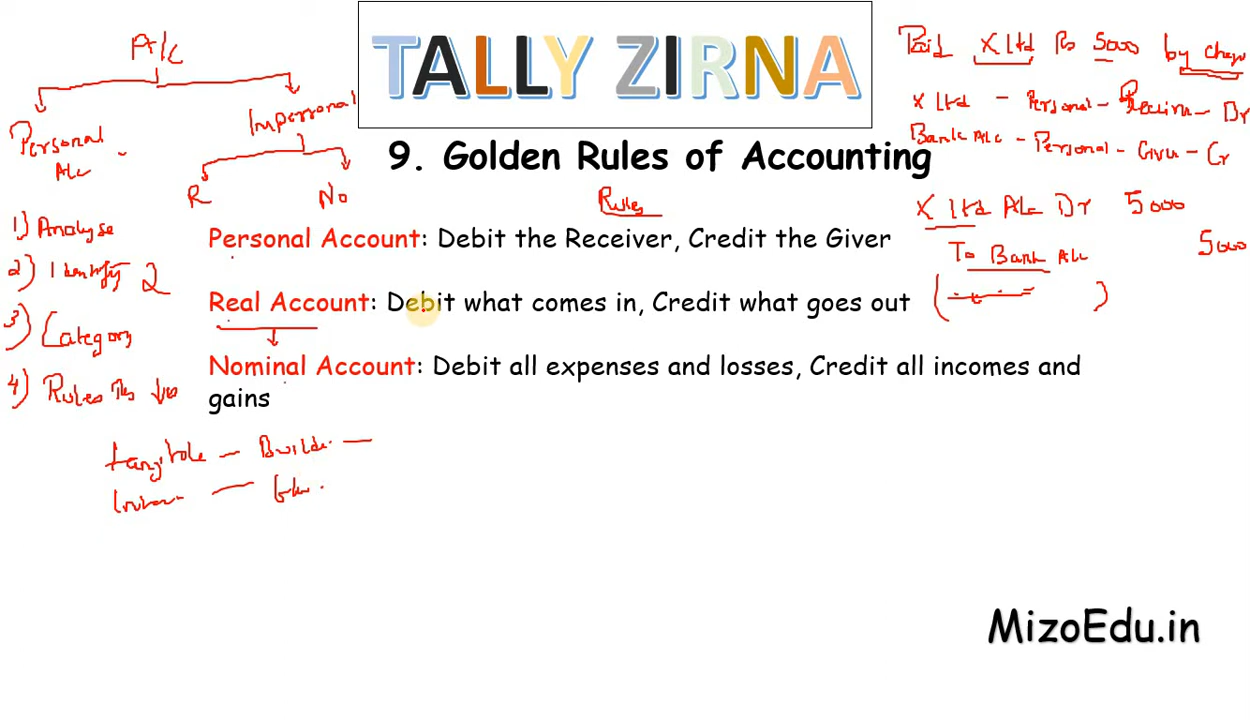 TALLY ZIRNA
9. Golden Rules of Accounting
A/c
Personal A/c
Impersonal
R
No
1) Analyse
2) Identify 2
3) Category
4) Rules
Rules
Personal Account: Debit the Receiver, Credit the Giver
Real Account: Debit what comes in, Credit what goes out
Nominal Account: Debit all expenses and losses, Credit all incomes and
gains
Tangible –
Paid X Ltd Rs 5000 by
X Ltd – Personal – – Dr
Bank A/c – Personal – Giver – Cr
X Ltd A/c Dr 5000
To Bank A/c 5000
MizoEdu.in